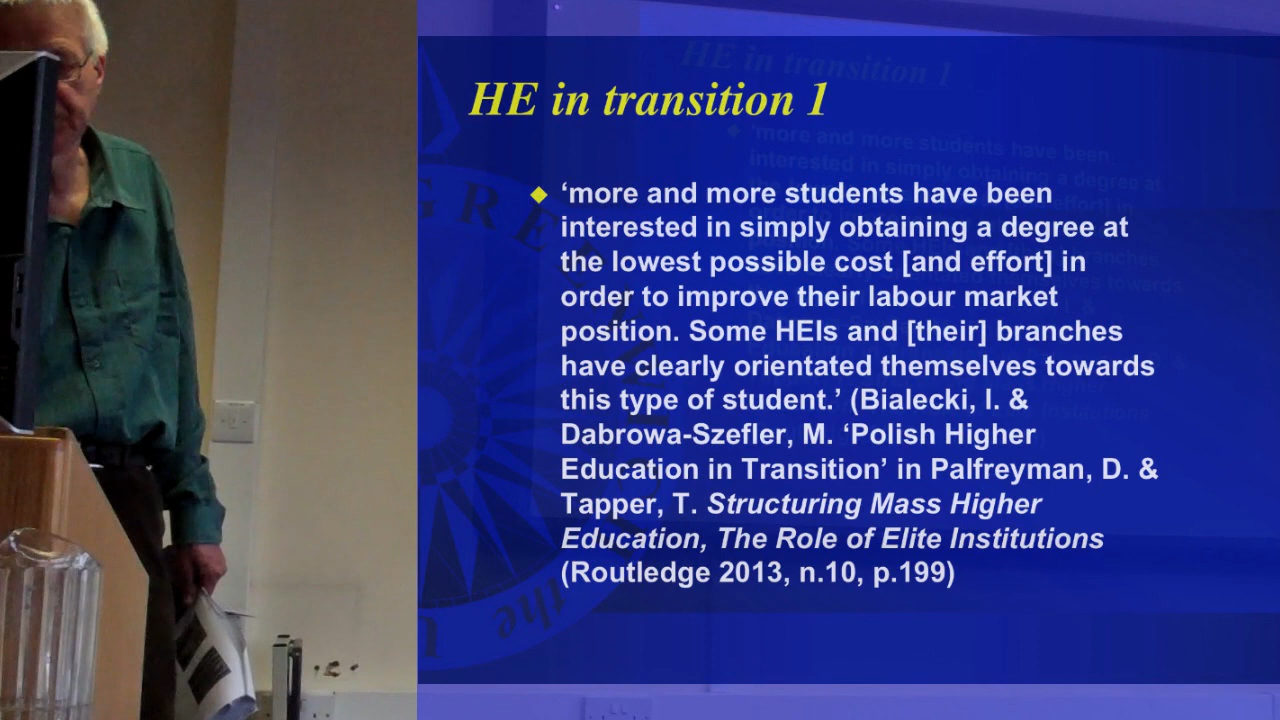 HE in transition 1
‘more and more students have been
interested in simply obtaining a degree at
the lowest possible cost [and effort] in
order to improve their labour market
position. Some HEIs and [their] branches
have clearly orientated themselves towards
this type of student.’ (Bialecki, I. &
Dabrowa-Szefler, M. ‘Polish Higher
Education in Transition’ in Palfreyman, D. &
Tapper, T. Structuring Mass Higher
Education, The Role of Elite Institutions
(Routledge 2013, n.10, p.199)